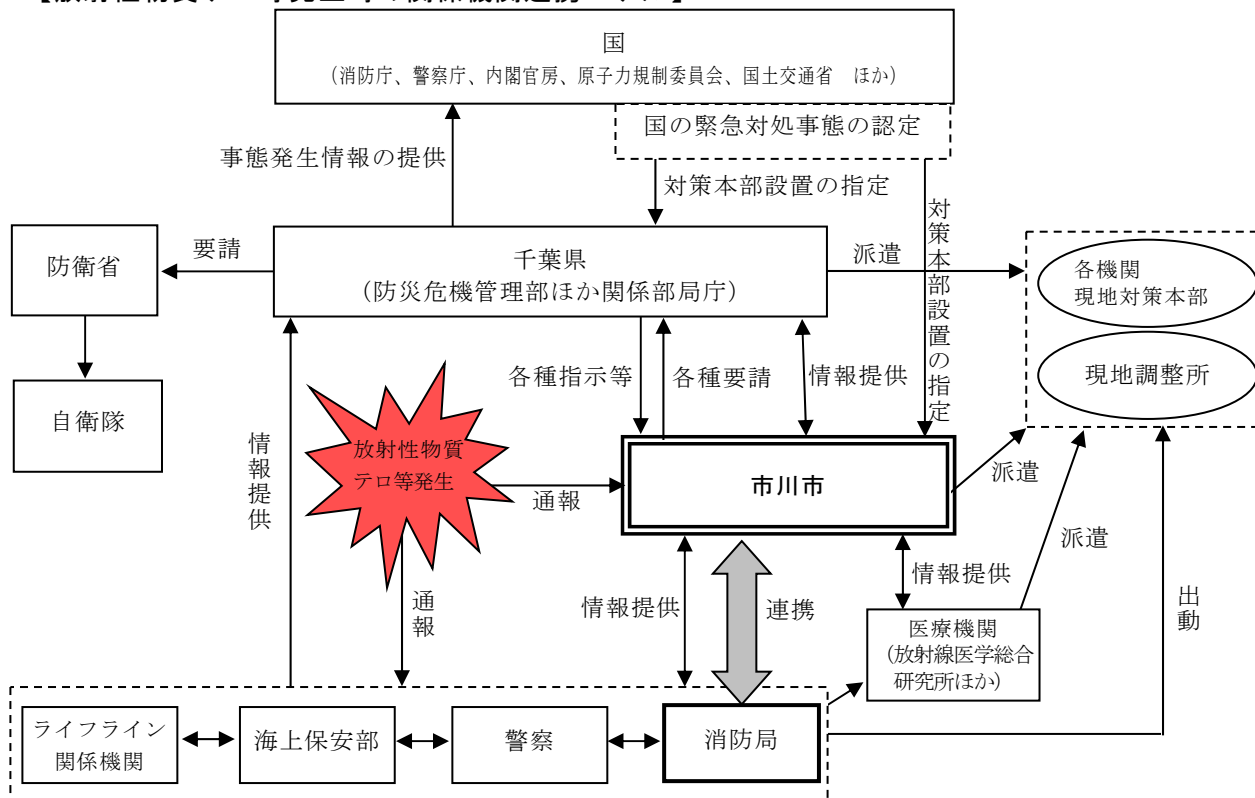 国
（消防庁、警察庁、内閣官房、原子力規制委員会、国土交通省　ほか）
国の緊急対処事態の認定
事態発生情報の提供
対策本部設置の指定
対策本部設置の指定
防衛省
要請
千葉県
（防災危機管理部ほか関係部局庁）
派遣
各機関
現地対策本部
現地調整所
自衛隊
各種指示等
各種要請
情報提供
情報提供
放射性物質
テロ等発生
通報
市川市
派遣
通報
情報提供
連携
情報提供
派遣
出動
医療機関
（放射線医学総合
研究所ほか）
ライフライン
関係機関
海上保安部
警察
消防局